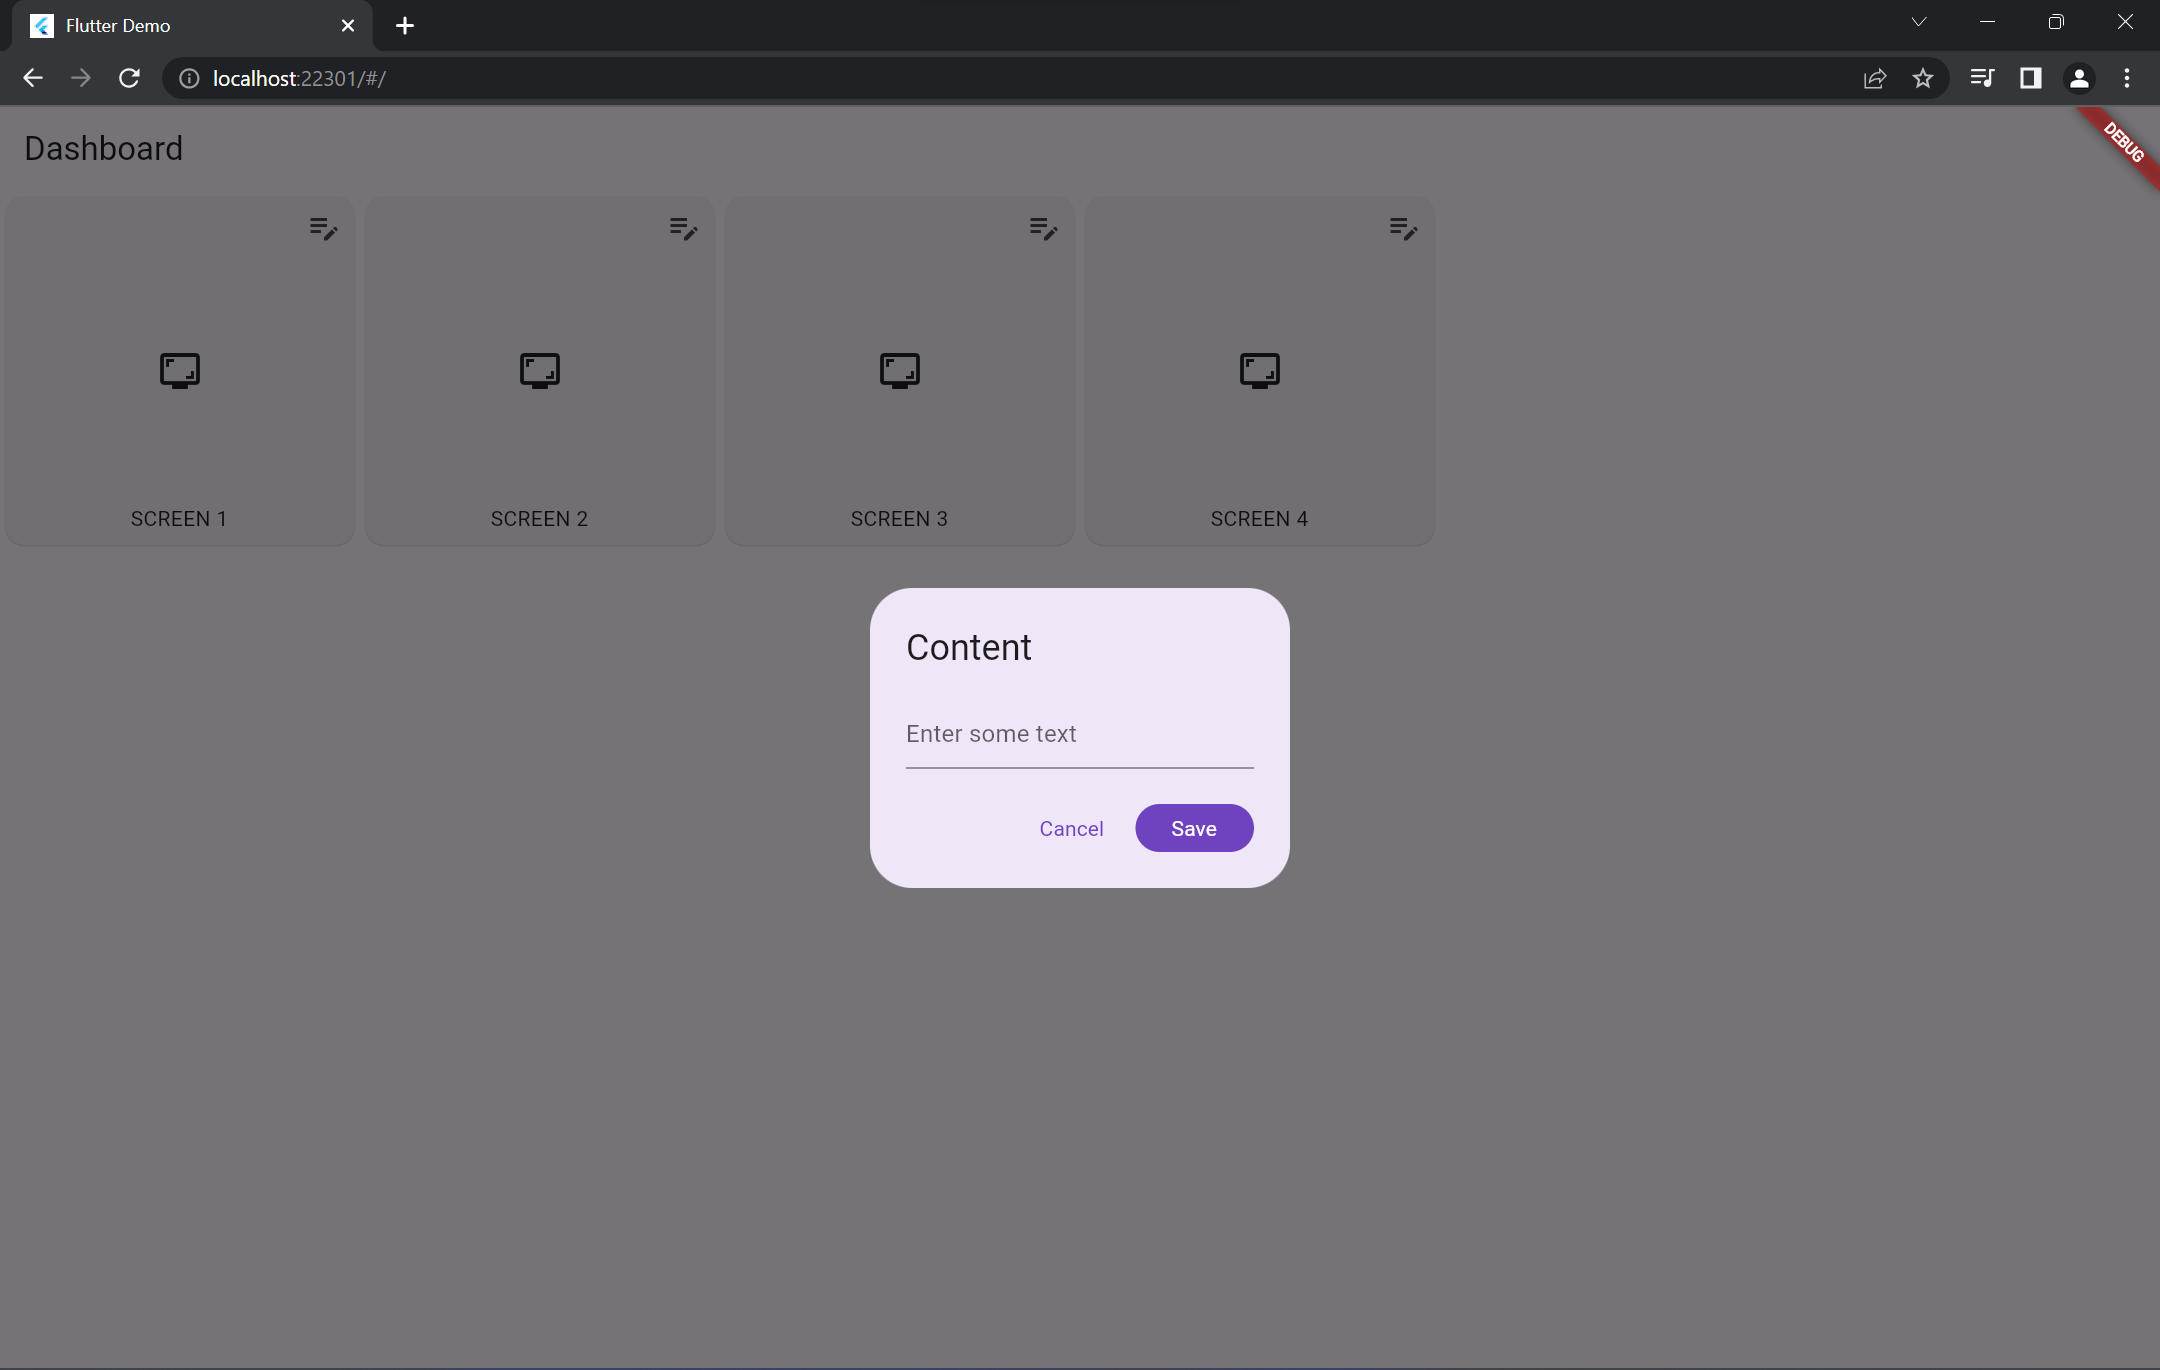 Flutter Demo
localhost:22301/#/
Dashboard
DEBUG
SCREEN 1
SCREEN 2
SCREEN 3
SCREEN 4
Content
Enter some text
Cancel
Save